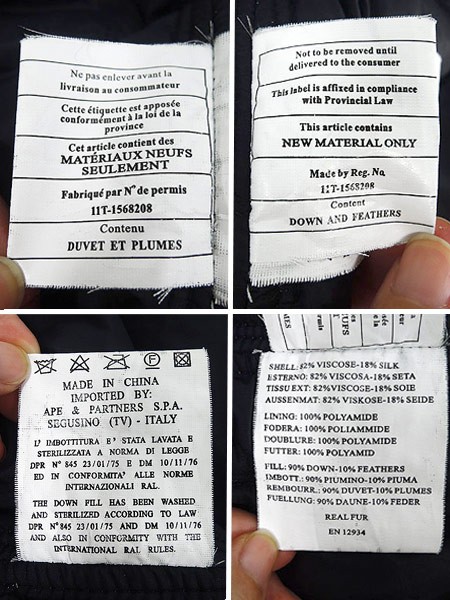 Ne pas enlever avant la
livraison au consommateur
Cette étiquette est apposée
conformément à la loi de la
province
Cet article contient des
MATÉRIAUX NEUFS
SEULEMENT
Fabriqué par N° de permis
11T-1568208
Contenu
DUVET ET PLUMES
Not to be removed until
delivered to the consumer
This label is affixed in compliance
with Provincial Law
This article contains
NEW MATERIAL ONLY
Made by Reg. No.
11T-1568208
Content
DOWN AND FEATHERS
MADE IN CHINA
IMPORTED BY:
APE & PARTNERS S.P.A.
SEGUSINO (TV) - ITALY
L' IMBOTTITURA E' STATA LAVATA E
STERILIZZATA A NORMA DI LEGGE
DPR N° 845 23/01/75 E DM 10/11/76
ED IN CONFORMITA' ALLE NORME
INTERNAZIONALI RAL.
THE DOWN FILL HAS BEEN WASHED
AND STERILIZED ACCORDING TO LAW
DPR N°845 23/01/75 AND DM 10/11/76
AND ALSO IN CONFORMITY WITH THE
INTERNATIONAL RAL RULES.
SHELL: 82% VISCOSE-18% SILK
ESTERNO: 82% VISCOSA-18% SETA
TISSU EXT: 82%VISCOSE-18% SOIE
AUSSENMAT: 82% VISKOSE-18% SEIDE
LINING: 100% POLYAMIDE
FODERA: 100% POLIAMMIDE
DOUBLURE: 100% POLYAMIDE
FUTTER: 100% POLYAMID
FILL: 90% DOWN-10% FEATHERS
IMBOTT.: 90% PIUMINO-10% PIUMA
REMBOURR.: 90% DUVET-10% PLUMES
FUELLUNG: 90% DAUNE-10% FEDER
REAL FUR
EN 12934